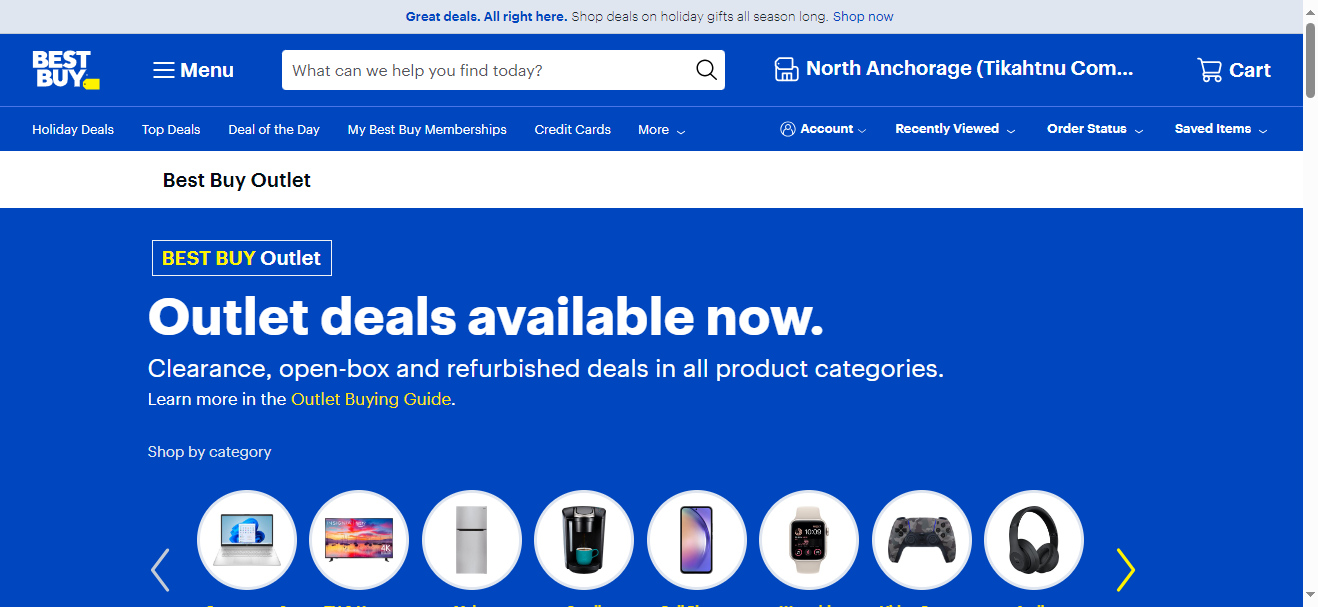 Great deals. All right here. Shop deals on holiday gifts all season long. Shop now
BEST
BUY
Menu
What can we help you find today?
North Anchorage (Tikahtnu Com...
Cart
Holiday Deals
Top Deals
Deal of the Day
My Best Buy Memberships
Credit Cards
More
Account
Recently Viewed
Order Status
Saved Items
Best Buy Outlet
BEST BUY Outlet
Outlet deals available now.
Clearance, open-box and refurbished deals in all product categories.
Learn more in the Outlet Buying Guide.
Shop by category
10:09